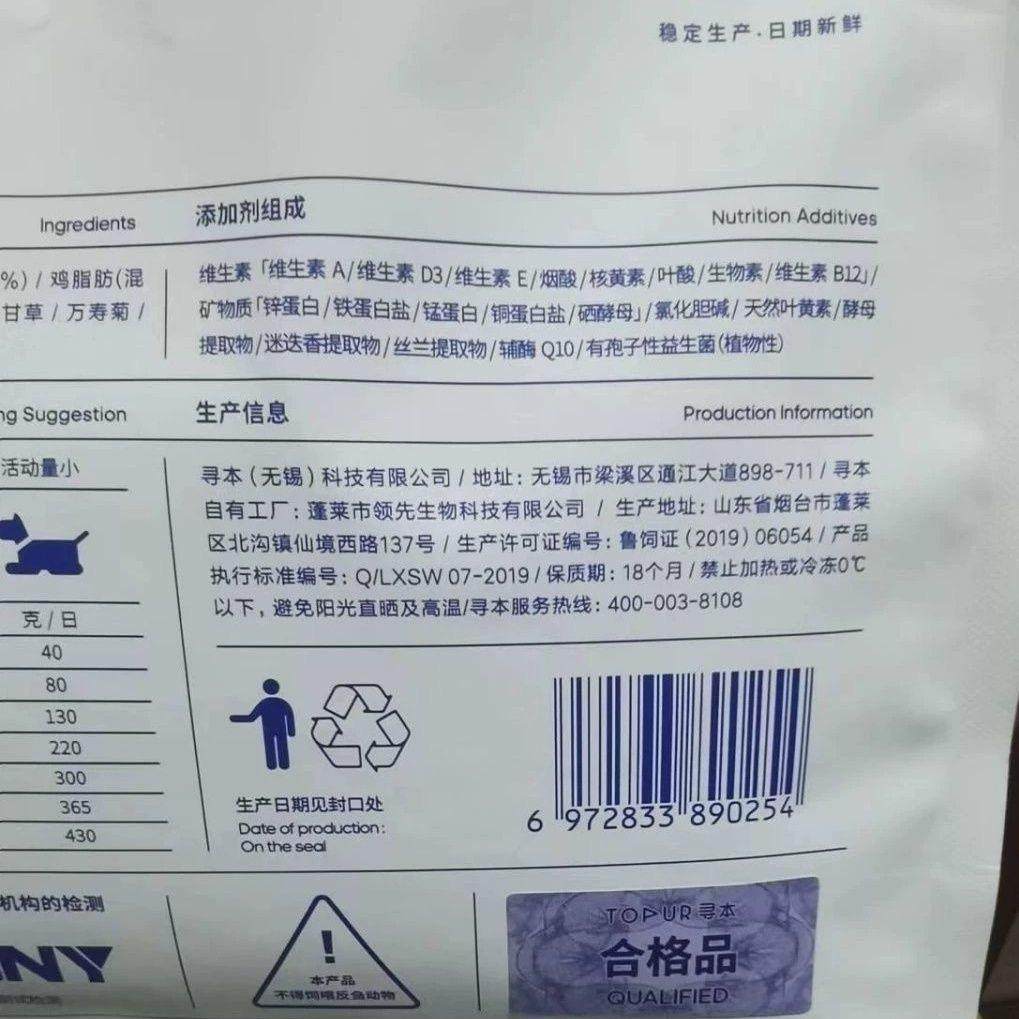 稳定生产.日期新鲜
Ingredients
添加剂组成
Nutrition Additives
%) / 鸡脂肪(混
甘草 / 万寿菊 /
维生素「维生素 A/维生素 D3/维生素 E/烟酸/核黄素/叶酸/生物素/维生素 B12」/
矿物质「锌蛋白/铁蛋白盐/锰蛋白/铜蛋白盐/硒酵母」/氯化胆碱/天然叶黄素/酵母
提取物/迷迭香提取物/丝兰提取物/辅酶 Q10/有孢子性益生菌(植物性)
ng Suggestion
生产信息
Production Information
活动量小
寻本(无锡)科技有限公司 / 地址: 无锡市梁溪区通江大道898-711 / 寻本
自有工厂: 蓬莱市领先生物科技有限公司 / 生产地址: 山东省烟台市蓬莱
区北沟镇仙境西路137号 / 生产许可证编号: 鲁饲证(2019)06054 / 产品
执行标准编号: Q/LXSW 07-2019 / 保质期: 18个月 / 禁止加热或冷冻0℃
以下, 避免阳光直晒及高温/寻本服务热线: 400-003-8108
克/日
40
80
130
220
300
365
430
生产日期见封口处
Date of production:
On the seal
6 972833 890254
机构的检测
NY
!
本产品
不得饲喂反刍动物
TOPUR 寻本
合格品
QUALIFIED